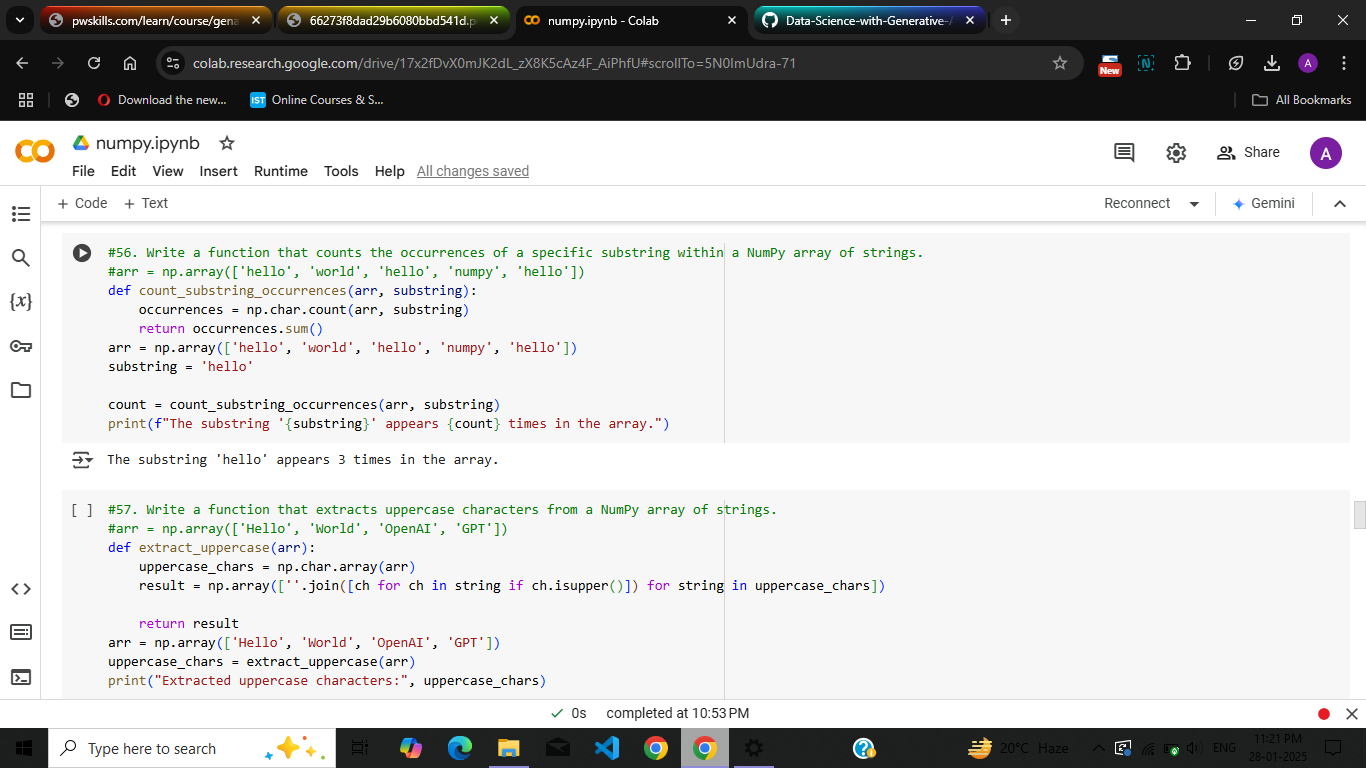 pwskills.com/learn/course/gena
66273f8dad29b6080bbd541d.p
numpy.ipynb - Colab
Data-Science-with-Generative-A
colab.research.google.com/drive/17x2fDvX0mJK2dL_zX8K5cAz4F_AiPhfU#scrollTo=5N0ImUdra-71
New
N
A
Download the new...
IST Online Courses & S...
All Bookmarks
numpy.ipynb
File Edit View Insert Runtime Tools Help All changes saved
Share
A
+ Code + Text
Reconnect
Gemini
#56. Write a function that counts the occurrences of a specific substring within a NumPy array of strings.
#arr = np.array(['hello', 'world', 'hello', 'numpy', 'hello'])
def count_substring_occurrences(arr, substring):
    occurrences = np.char.count(arr, substring)
    return occurrences.sum()
arr = np.array(['hello', 'world', 'hello', 'numpy', 'hello'])
substring = 'hello'
count = count_substring_occurrences(arr, substring)
print(f"The substring '{substring}' appears {count} times in the array.")
The substring 'hello' appears 3 times in the array.
[ ] #57. Write a function that extracts uppercase characters from a NumPy array of strings.
#arr = np.array(['Hello', 'World', 'OpenAI', 'GPT'])
def extract_uppercase(arr):
    uppercase_chars = np.char.array(arr)
    result = np.array([''.join([ch for ch in string if ch.isupper()]) for string in uppercase_chars])
    return result
arr = np.array(['Hello', 'World', 'OpenAI', 'GPT'])
uppercase_chars = extract_uppercase(arr)
print("Extracted uppercase characters:", uppercase_chars)
{x}
0s completed at 10:53 PM
Type here to search
20°C Haze
ENG
11:21 PM
28-01-2025